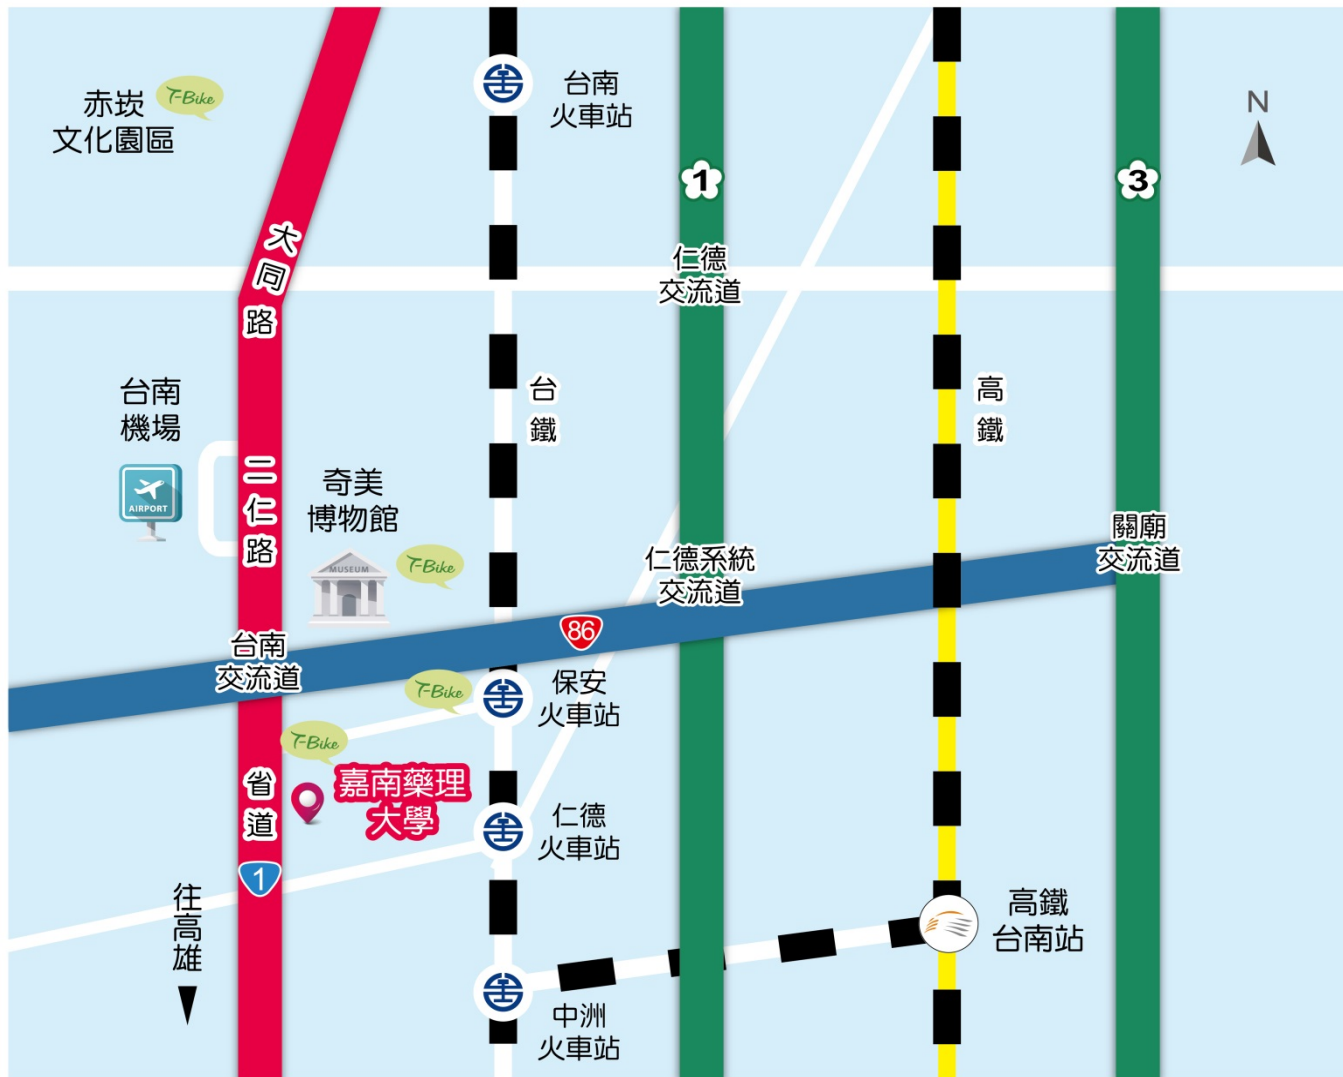 赤崁
文化園區
T-Bike
台南
火車站
N
1
3
大同路
仁德
交流道
台鐵
高鐵
台南
機場
AIRPORT
二仁路
奇美
博物館
MUSEUM
T-Bike
仁德系統
交流道
關廟
交流道
86
台南
交流道
T-Bike
保安
火車站
T-Bike
省道
嘉南藥理
大學
仁德
火車站
1
往高雄
高鐵
台南站
中洲
火車站